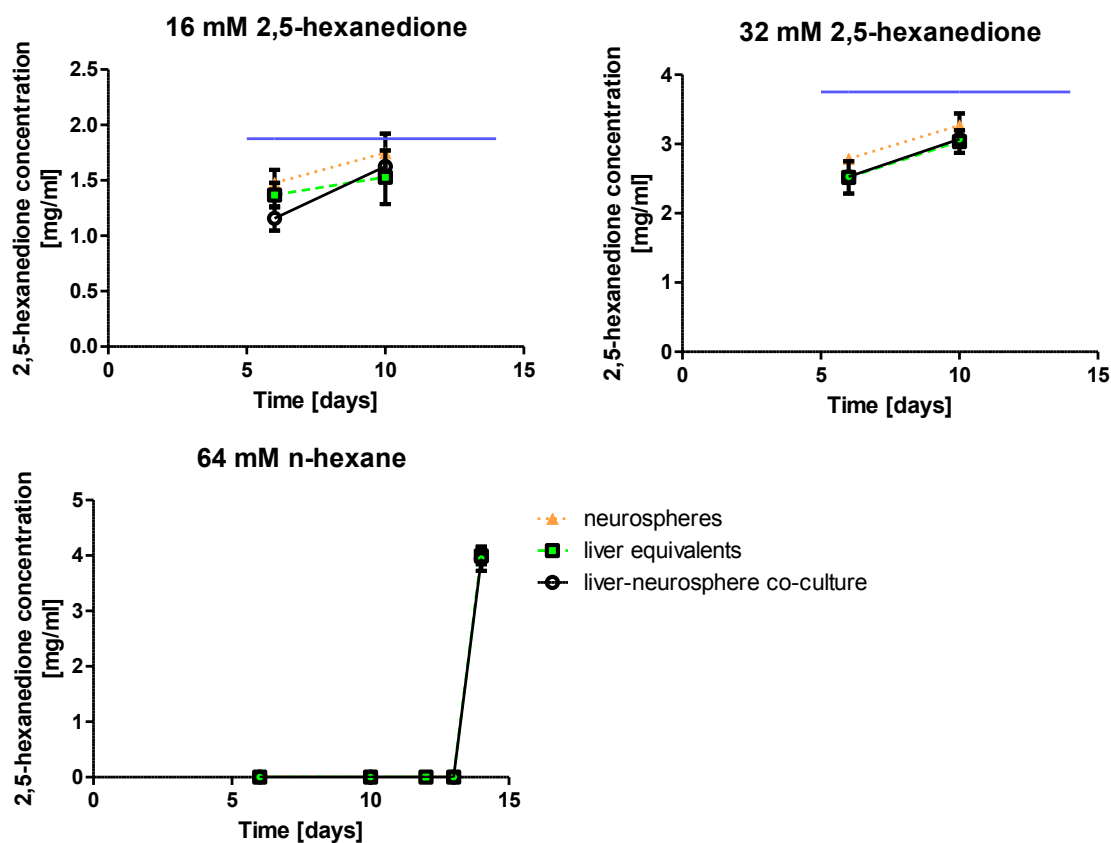 16 mM 2,5-hexanedione
2,5-hexanedione concentration
[mg/ml]
2.5
2.0
1.5
1.0
0.5
0.0
0
5
10
15
Time [days]
32 mM 2,5-hexanedione
2,5-hexanedione concentration
[mg/ml]
4
3
2
1
0
0
5
10
15
Time [days]
64 mM n-hexane
2,5-hexanedione concentration
[mg/ml]
5
4
3
2
1
0
0
5
10
15
Time [days]
neurospheres
liver equivalents
liver-neurosphere co-culture